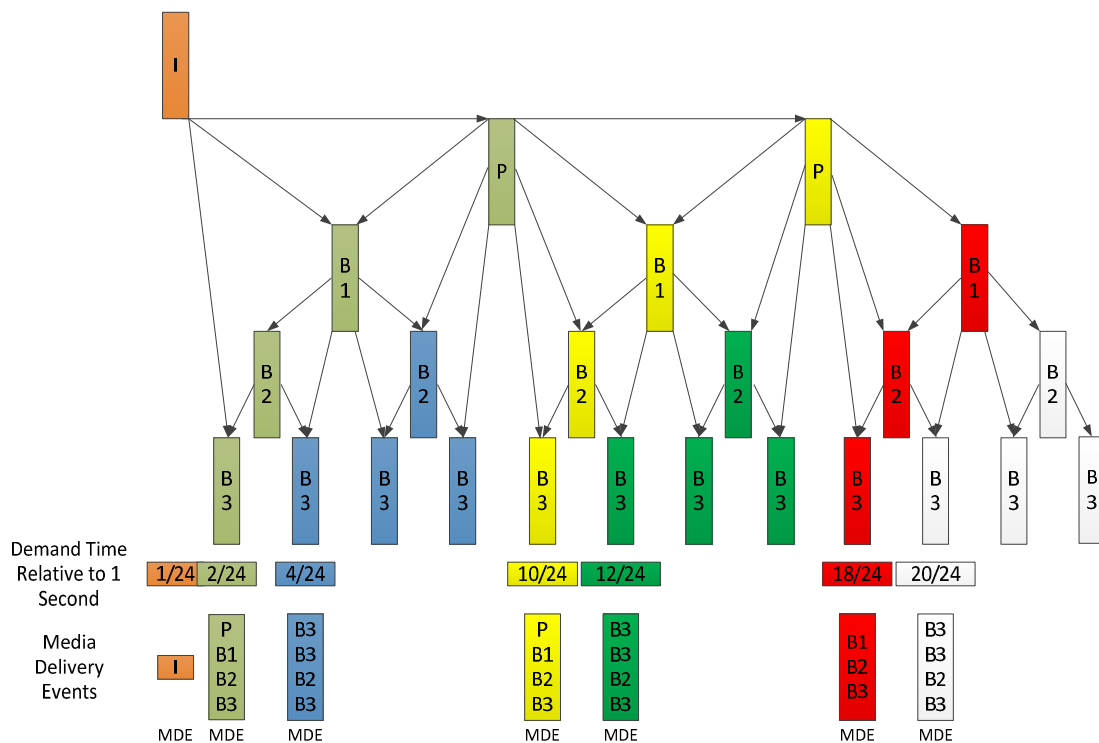 I
P
P
B
1
B
1
B
1
B
2
B
2
B
2
B
2
B
2
B
2
B
3
B
3
B
3
B
3
B
3
B
3
B
3
B
3
B
3
B
3
B
3
B
3
Demand Time
Relative to 1
Second
1/24 2/24 4/24 10/24 12/24 18/24 20/24
Media
Delivery
Events
I
P
B1
B2
B3
B3
B3
B2
B3
P
B1
B2
B3
B3
B3
B2
B3
B1
B2
B3
B3
B3
B2
B3
MDE MDE MDE MDE MDE MDE MDE